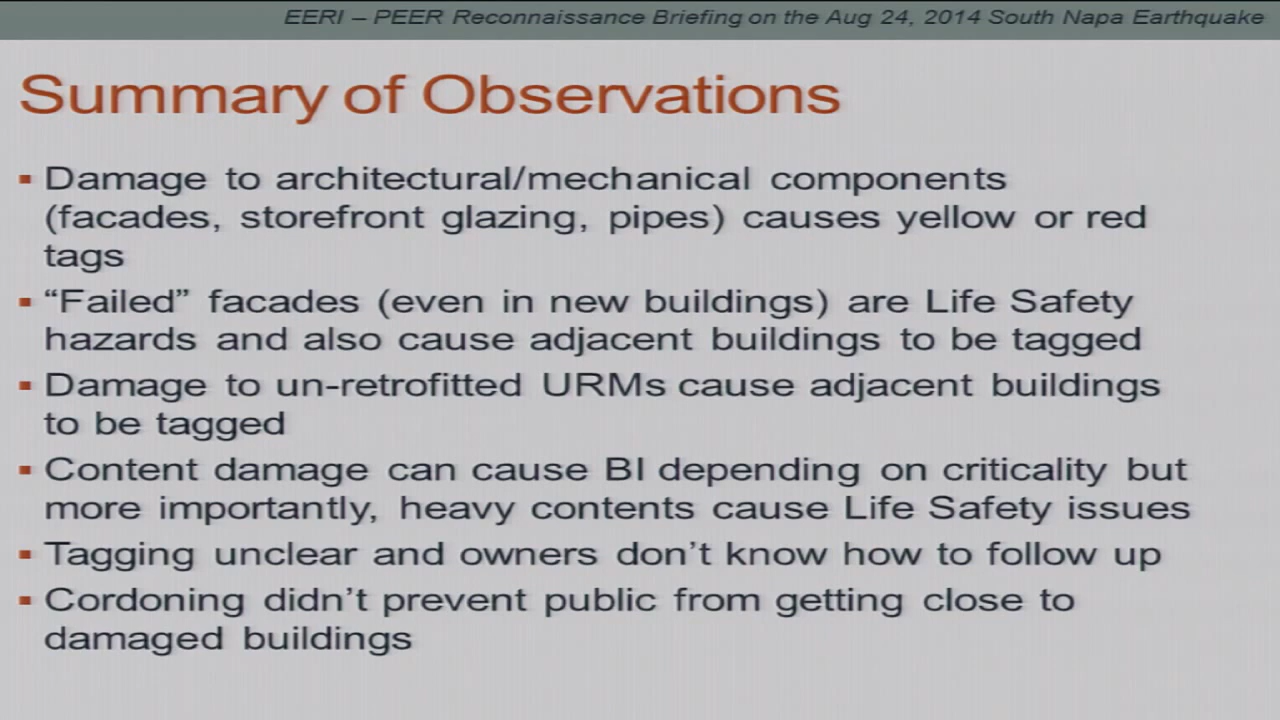 EERI – PEER Reconnaissance Briefing on the Aug 24, 2014 South Napa Earthquake
Summary of Observations
▪ Damage to architectural/mechanical components
(facades, storefront glazing, pipes) causes yellow or red
tags
▪ “Failed” facades (even in new buildings) are Life Safety
hazards and also cause adjacent buildings to be tagged
▪ Damage to un-retrofitted URMs cause adjacent buildings
to be tagged
▪ Content damage can cause BI depending on criticality but
more importantly, heavy contents cause Life Safety issues
▪ Tagging unclear and owners don’t know how to follow up
▪ Cordoning didn’t prevent public from getting close to
damaged buildings